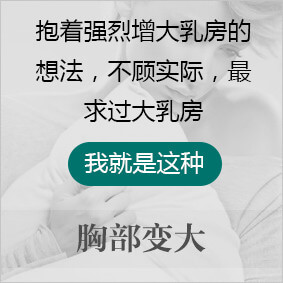 抱着强烈增大乳房的
想法，不顾实际，最
求过大乳房
我就是这种
胸部变大